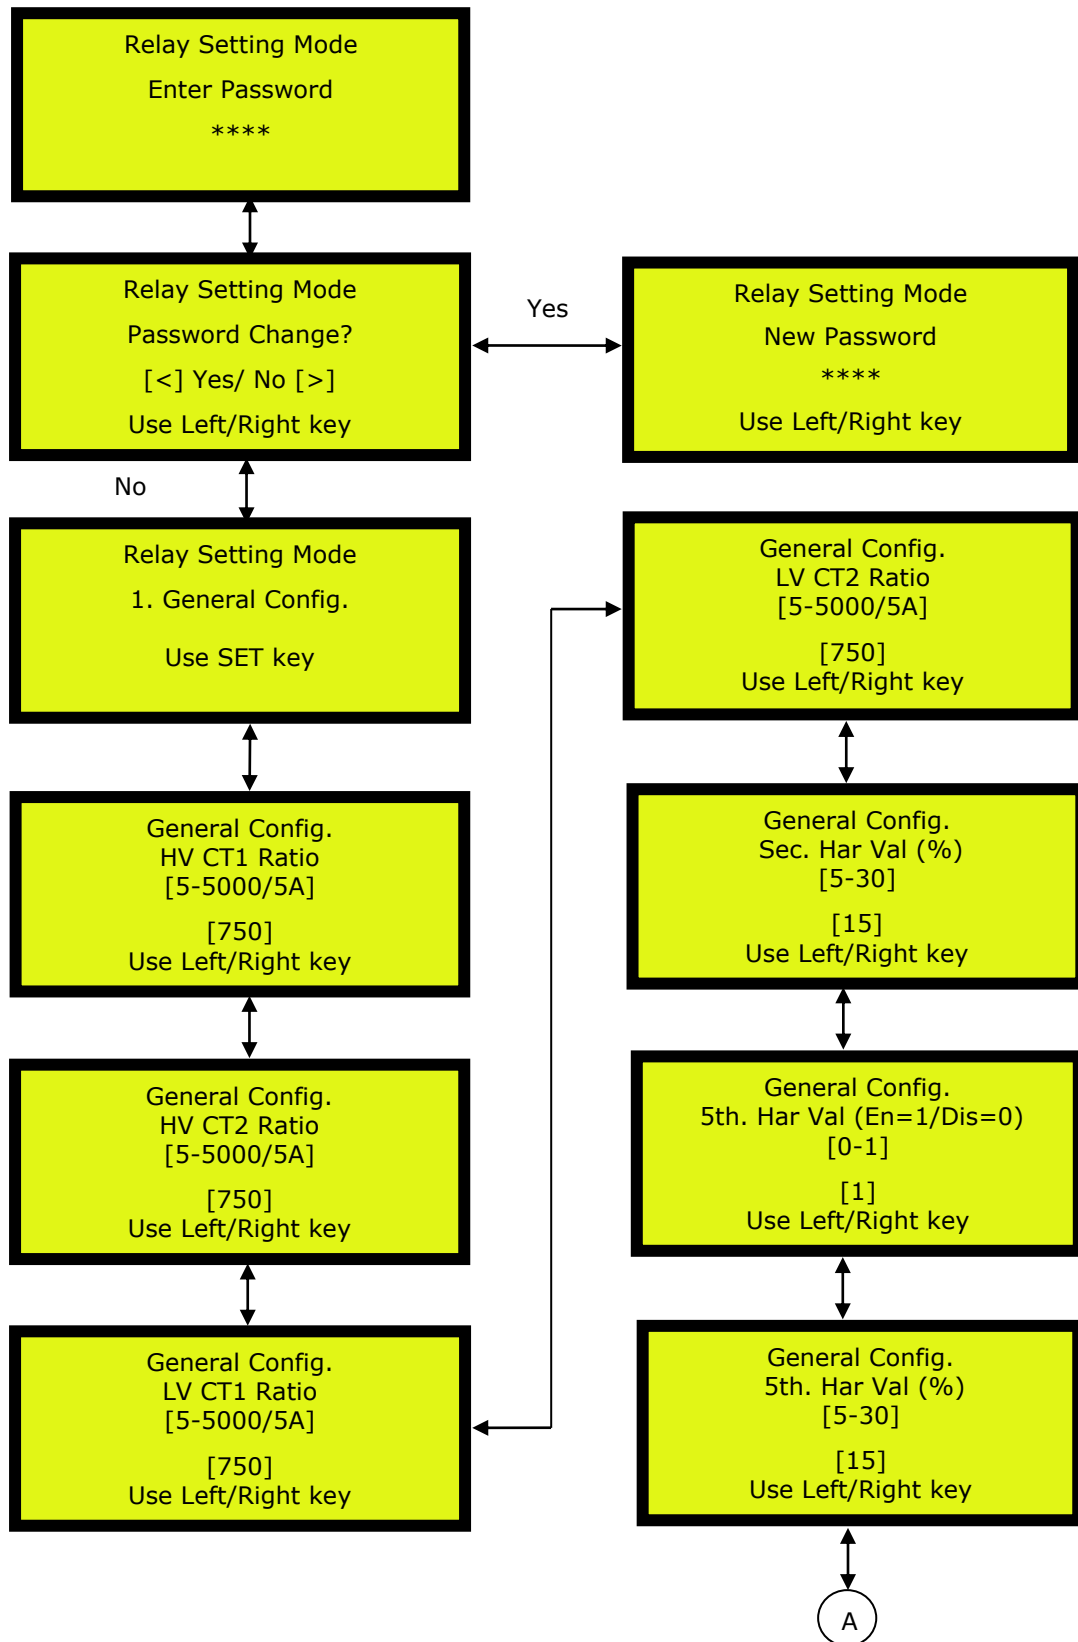 Relay Setting Mode
Enter Password
****
Relay Setting Mode
Password Change?
[<] Yes/ No [>]
Use Left/Right key
Yes
Relay Setting Mode
New Password
****
Use Left/Right key
No
Relay Setting Mode
1. General Config.
Use SET key
General Config.
HV CT1 Ratio
[5-5000/5A]
[750]
Use Left/Right key
General Config.
HV CT2 Ratio
[5-5000/5A]
[750]
Use Left/Right key
General Config.
LV CT1 Ratio
[5-5000/5A]
[750]
Use Left/Right key
General Config.
LV CT2 Ratio
[5-5000/5A]
[750]
Use Left/Right key
General Config.
Sec. Har Val (%)
[5-30]
[15]
Use Left/Right key
General Config.
5th. Har Val (En=1/Dis=0)
[0-1]
[1]
Use Left/Right key
General Config.
5th. Har Val (%)
[5-30]
[15]
Use Left/Right key
A